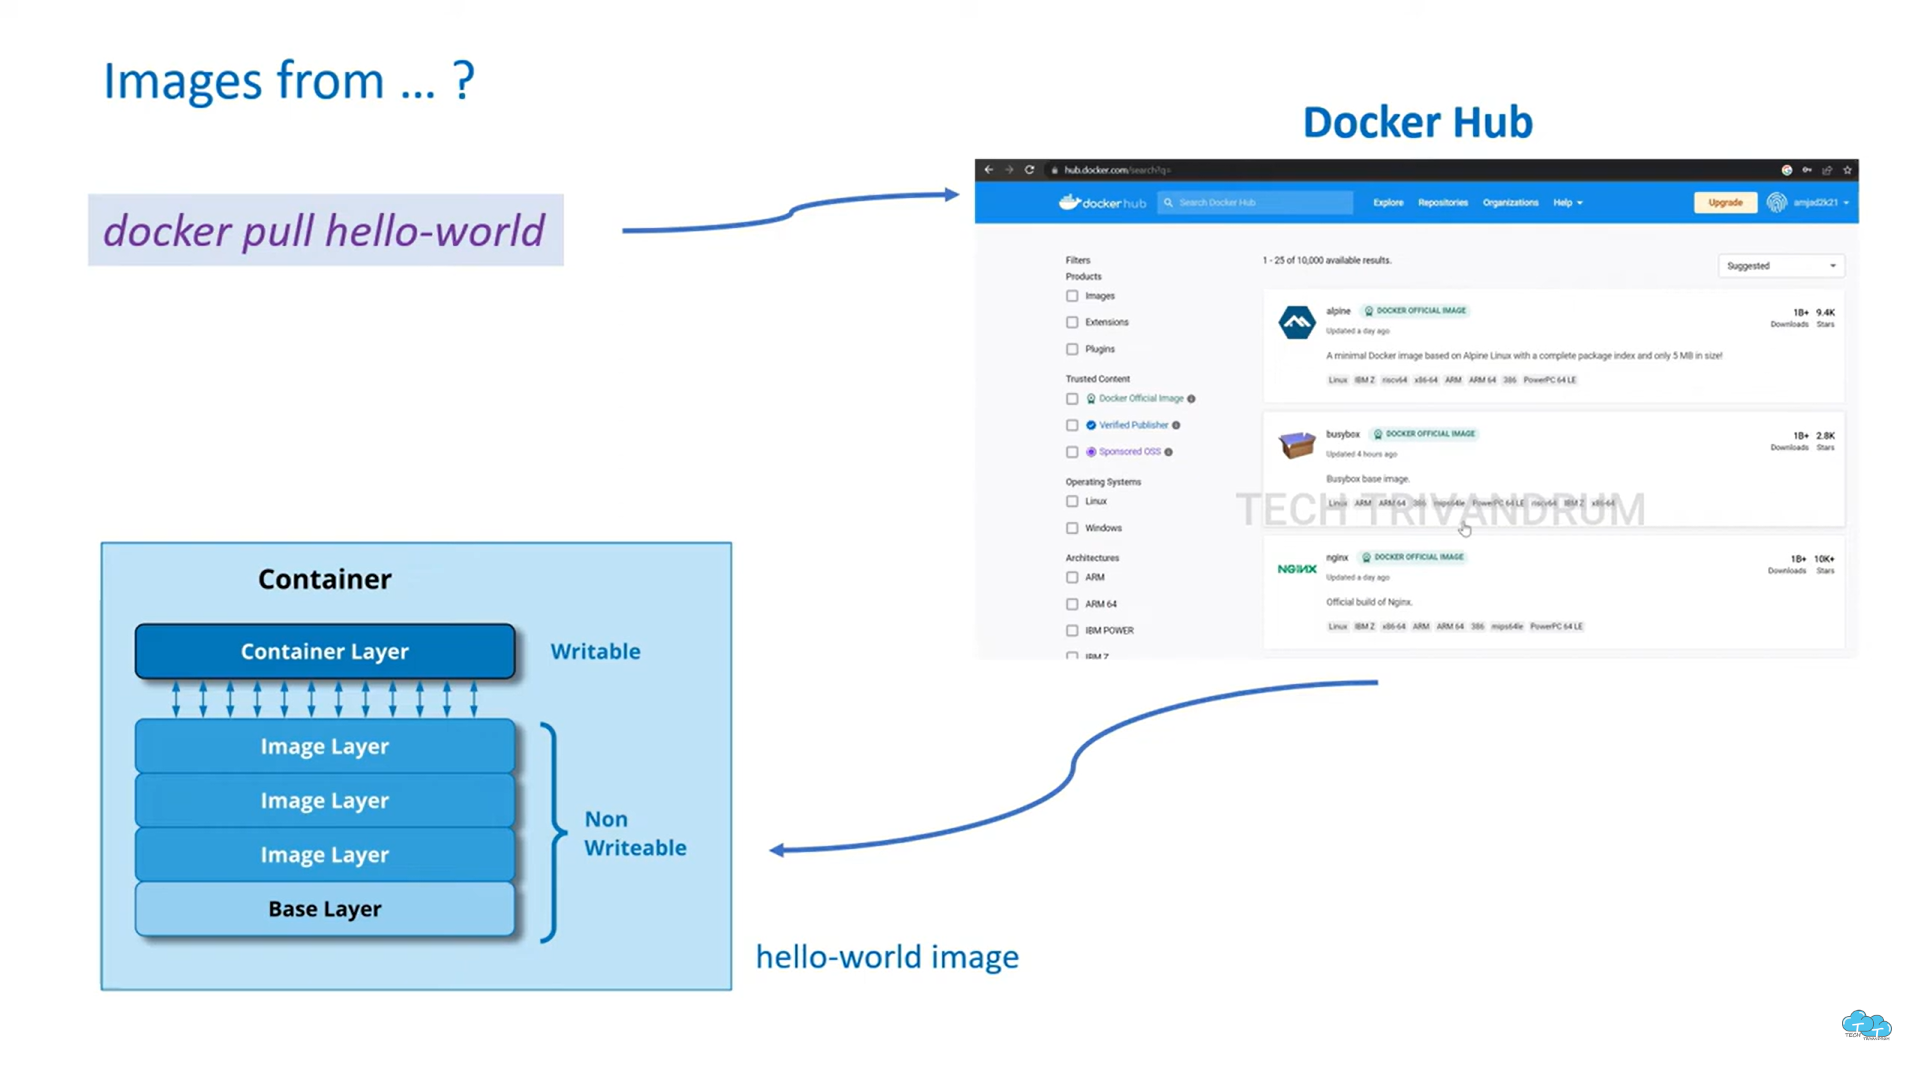 Images from ... ?
docker pull hello-world
Docker Hub
hub.docker.com/search?q=
docker hub
Search Docker Hub
Explore
Repositories
Organizations
Help
Upgrade
amjad2k21
Filters
Products
Images
Extensions
Plugins
Trusted Content
Docker Official Image
Verified Publisher
Sponsored OSS
Operating Systems
Linux
Windows
Architectures
ARM
ARM 64
IBM POWER
IBM Z
1 - 25 of 10,000 available results.
Suggested
alpine DOCKER OFFICIAL IMAGE
Updated a day ago
1B+ 9.4K
Downloads Stars
A minimal Docker image based on Alpine Linux with a complete package index and only 5 MB in size!
Linux IBM Z riscv64 x86-64 ARM ARM 64 386 PowerPC 64 LE
busybox DOCKER OFFICIAL IMAGE
Updated 4 hours ago
1B+ 2.8K
Downloads Stars
Busybox base image.
Linux ARM ARM 64 386 mips64le PowerPC 64 LE riscv64 IBM Z x86-64
TECH TRIVANDRUM
NGINX
nginx DOCKER OFFICIAL IMAGE
Updated a day ago
1B+ 10K+
Downloads Stars
Official build of Nginx.
Linux IBM Z x86-64 ARM ARM 64 386 mips64le PowerPC 64 LE
Container
Container Layer
Writable
Image Layer
Image Layer
Image Layer
Base Layer
Non
Writeable
hello-world image
T T
TECH
TRIVANDRUM